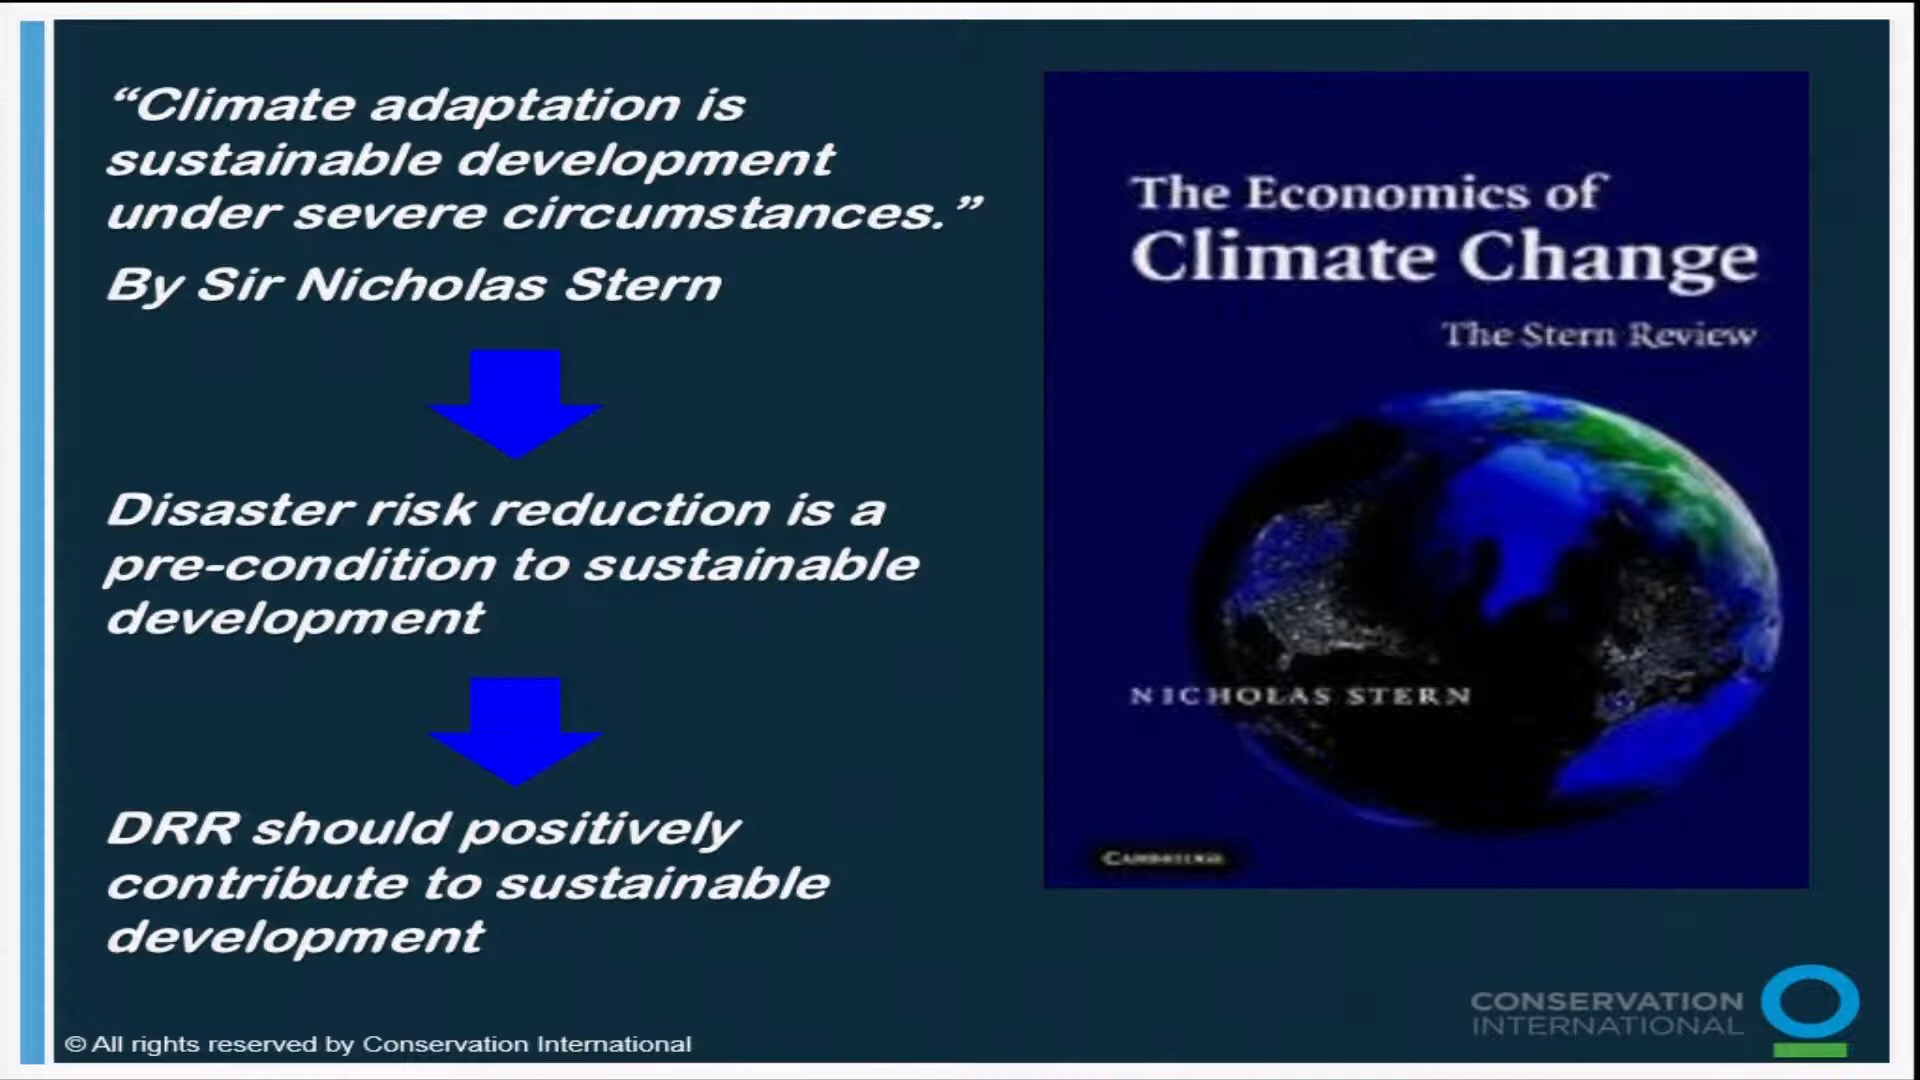 “Climate adaptation is
sustainable development
under severe circumstances.”
By Sir Nicholas Stern
Disaster risk reduction is a
pre-condition to sustainable
development
DRR should positively
contribute to sustainable
development
© All rights reserved by Conservation International
The Economics of
Climate Change
The Stern Review
NICHOLAS STERN
CAMBRIDGE
CONSERVATION
INTERNATIONAL